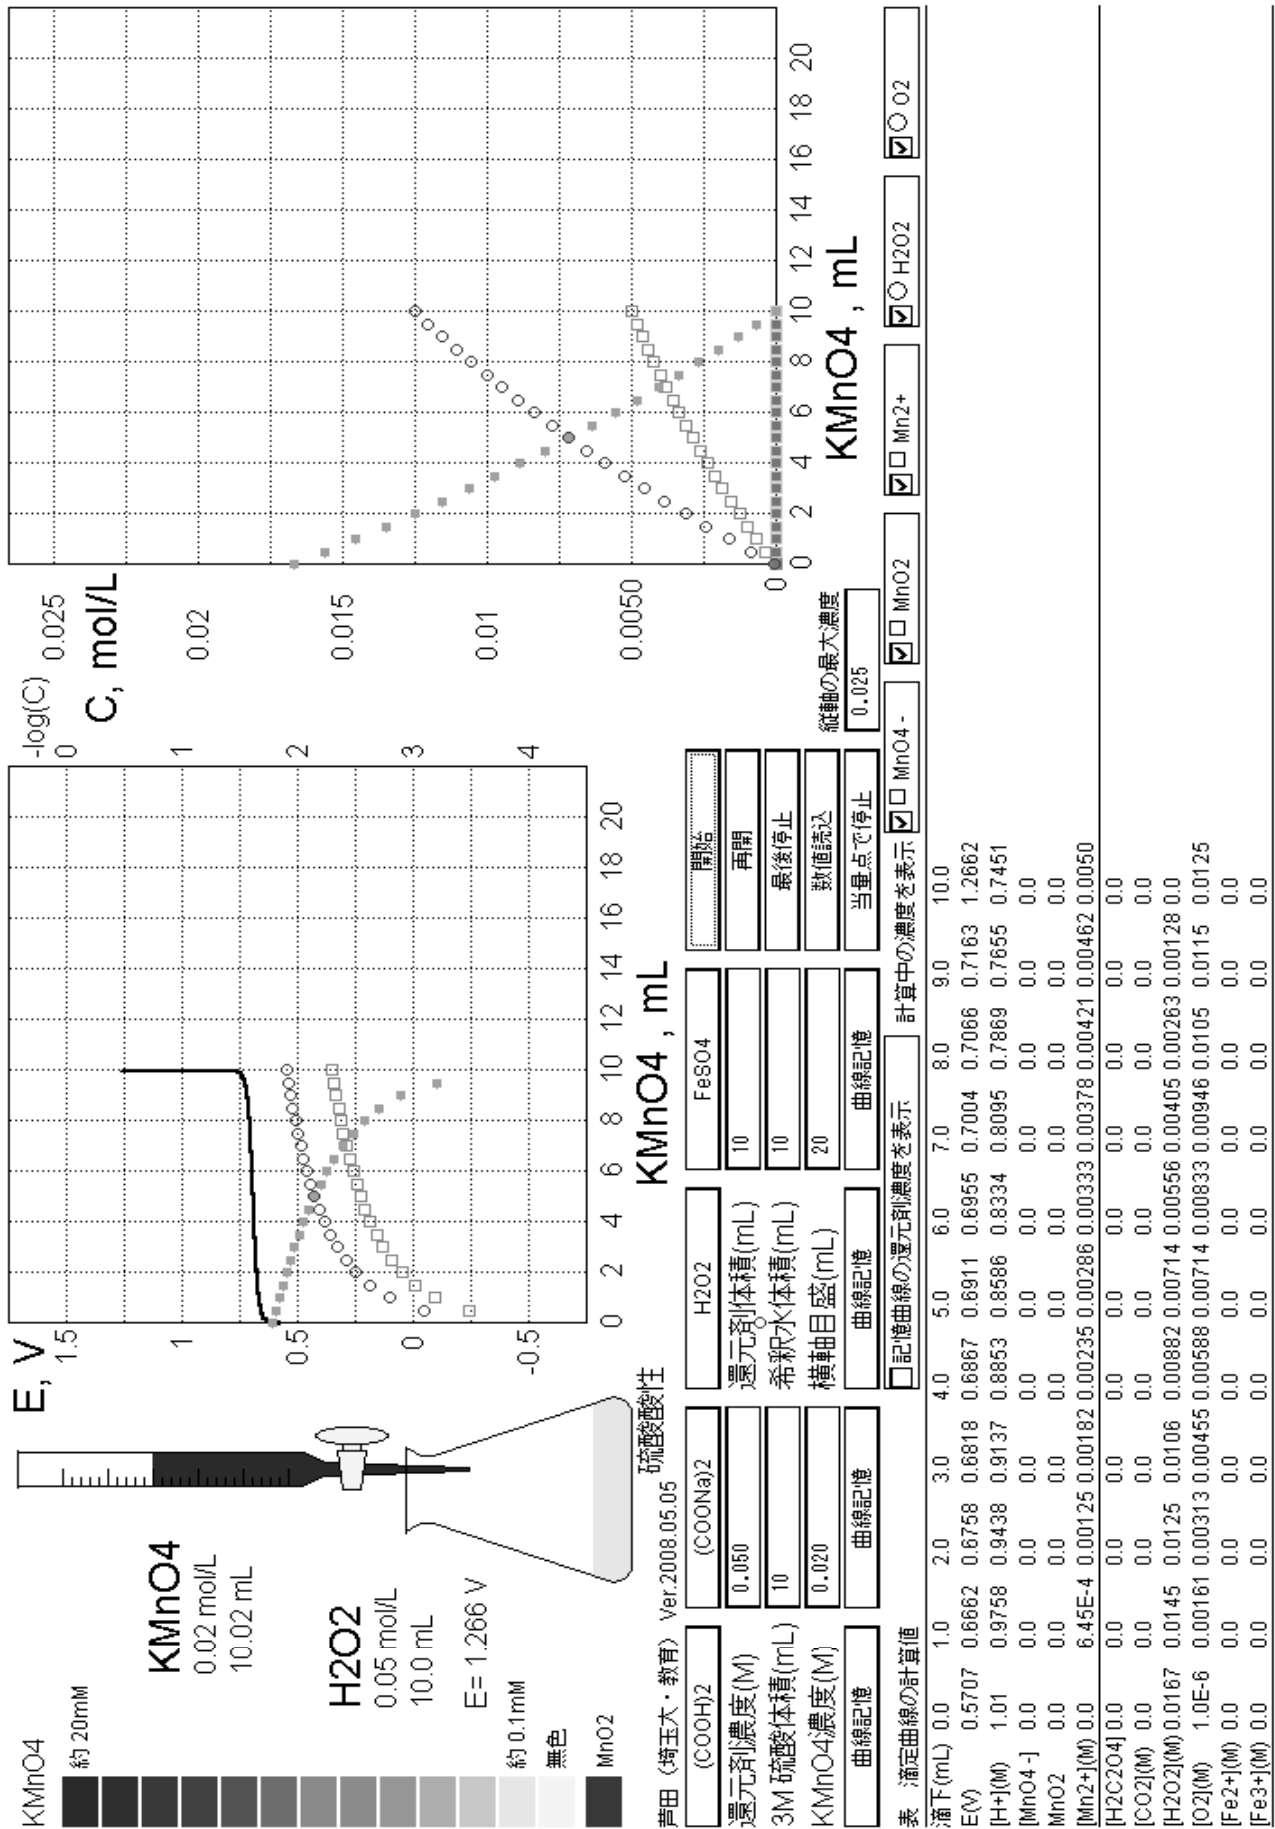 KMnO4
約 20mM
約 0.1mM
無色
MnO2
KMnO4
0.02 mol/L
10.02 mL
H2O2
0.05 mol/L
10.0 mL
E= 1.266 V
硫酸酸性
E, V
1.5
1
0.5
0
-0.5
0 2 4 6 8 10 12 14 16 18 20
KMnO4 , mL
-log(C)
0
1
2
3
4
C, mol/L
0.025
0.02
0.015
0.01
0.0050
0
0 2 4 6 8 10 12 14 16 18 20
KMnO4 , mL
芦田（埼玉大・教育） Ver.2008.05.05
(COOH)2 (COONa)2 H2O2 FeSO4 開始
還元剤濃度(M) 0.050 還元剤体積(mL) 10 再開
3M 硫酸体積(mL) 10 希釈水体積(mL) 10 最後停止
KMnO4濃度(M) 0.020 横軸目盛(mL) 20 数値読込
曲線記憶 曲線記憶 曲線記憶 曲線記憶 当量点で停止
縦軸の最大濃度
0.025
表 滴定曲線の計算値 記憶曲線の還元剤濃度を表示 計算中の濃度を表示 □ MnO4 - □ MnO2 □ Mn2+ ○ H2O2 ○ O2
滴下(mL) 0.0 1.0 2.0 3.0 4.0 5.0 6.0 7.0 8.0 9.0 10.0
E(V) 0.5707 0.6662 0.6758 0.6818 0.6867 0.6911 0.6955 0.7004 0.7066 0.7163 1.2662
[H+](M) 1.01 0.9758 0.9438 0.9137 0.8853 0.8586 0.8334 0.8095 0.7869 0.7655 0.7451
[MnO4 -] 0.0 0.0 0.0 0.0 0.0 0.0 0.0 0.0 0.0 0.0 0.0
MnO2 0.0 0.0 0.0 0.0 0.0 0.0 0.0 0.0 0.0 0.0 0.0
[Mn2+](M) 0.0 6.45E-4 0.00125 0.00182 0.00235 0.00286 0.00333 0.00378 0.00421 0.00462 0.0050
[H2C2O4] 0.0 0.0 0.0 0.0 0.0 0.0 0.0 0.0 0.0 0.0 0.0
[CO2](M) 0.0 0.0 0.0 0.0 0.0 0.0 0.0 0.0 0.0 0.0 0.0
[H2O2](M) 0.0167 0.0145 0.0125 0.0106 0.00882 0.00714 0.00556 0.00405 0.00263 0.00128 0.0
[O2](M) 1.0E-6 0.00161 0.00313 0.00455 0.00588 0.00714 0.00833 0.00946 0.0105 0.0115 0.0125
[Fe2+](M) 0.0 0.0 0.0 0.0 0.0 0.0 0.0 0.0 0.0 0.0 0.0
[Fe3+](M) 0.0 0.0 0.0 0.0 0.0 0.0 0.0 0.0 0.0 0.0 0.0